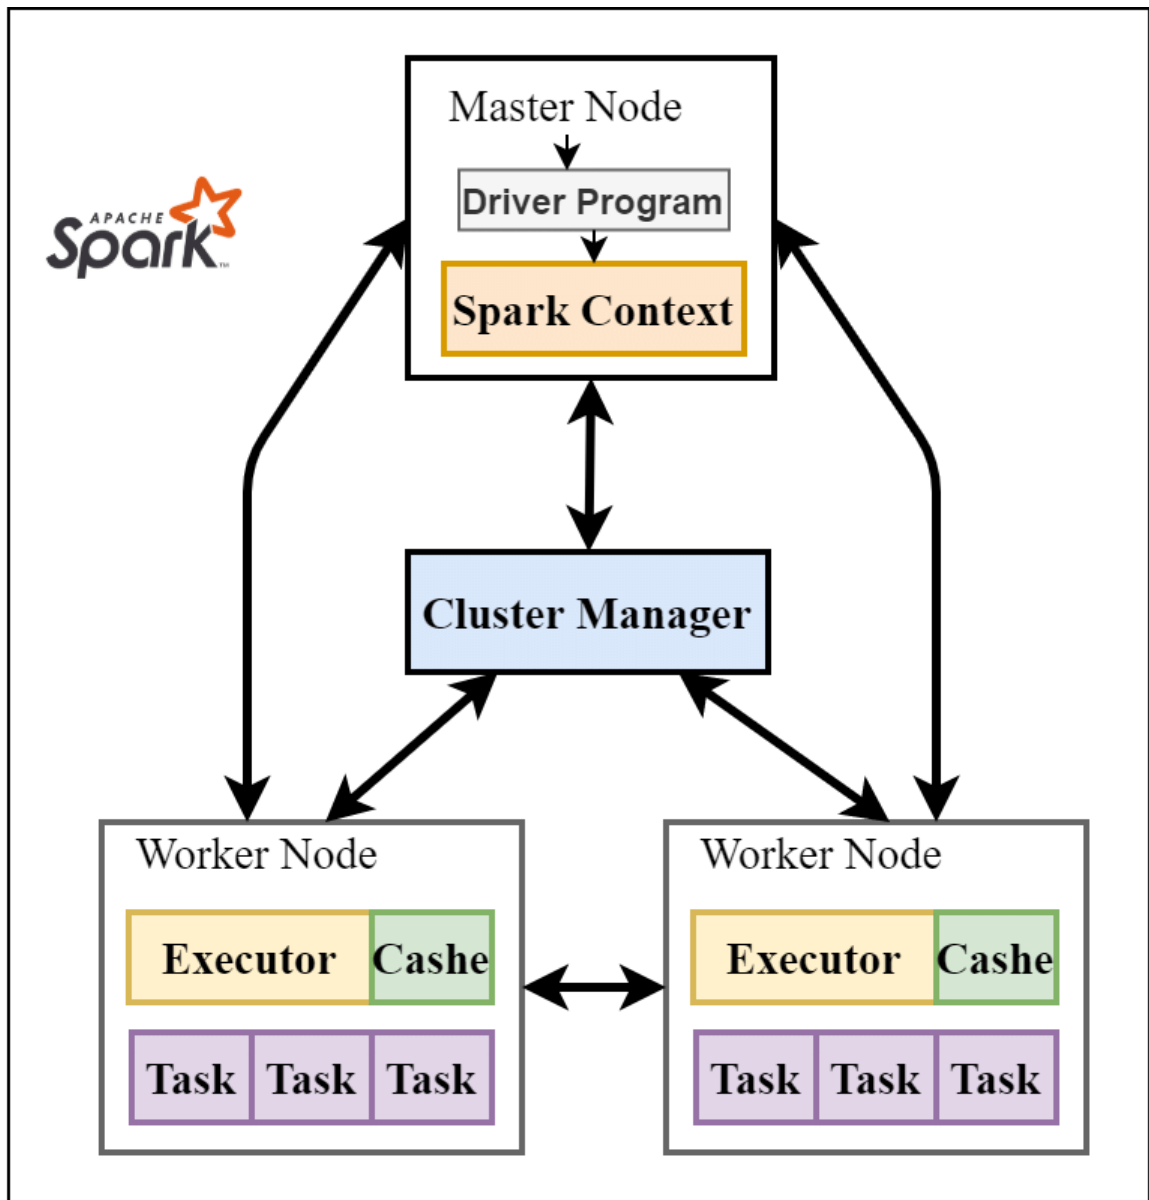 Master Node
Driver Program
Spark Context
APACHE
Spark™
Cluster Manager
Worker Node
Executor Cashe
Task Task Task
Worker Node
Executor Cashe
Task Task Task